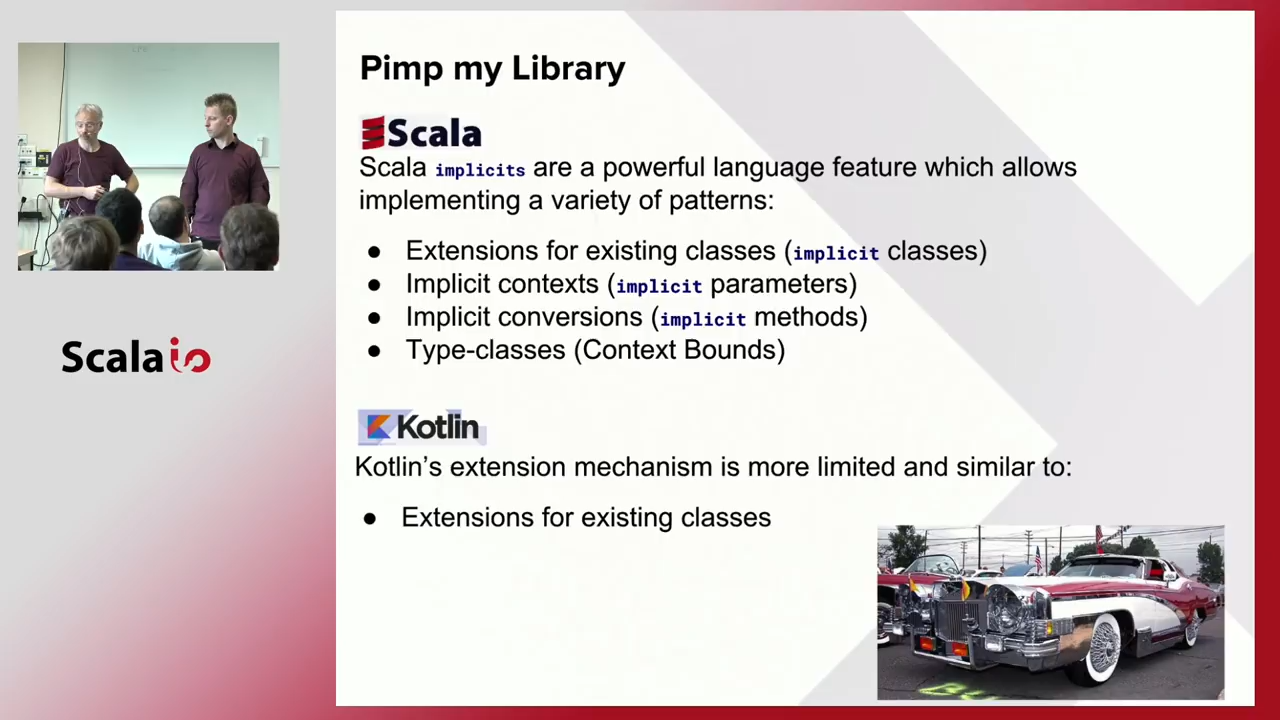 Pimp my Library
Scala
Scala implicits are a powerful language feature which allows
implementing a variety of patterns:
● Extensions for existing classes (implicit classes)
● Implicit contexts (implicit parameters)
● Implicit conversions (implicit methods)
● Type-classes (Context Bounds)
Scala io
Kotlin
Kotlin's extension mechanism is more limited and similar to:
● Extensions for existing classes